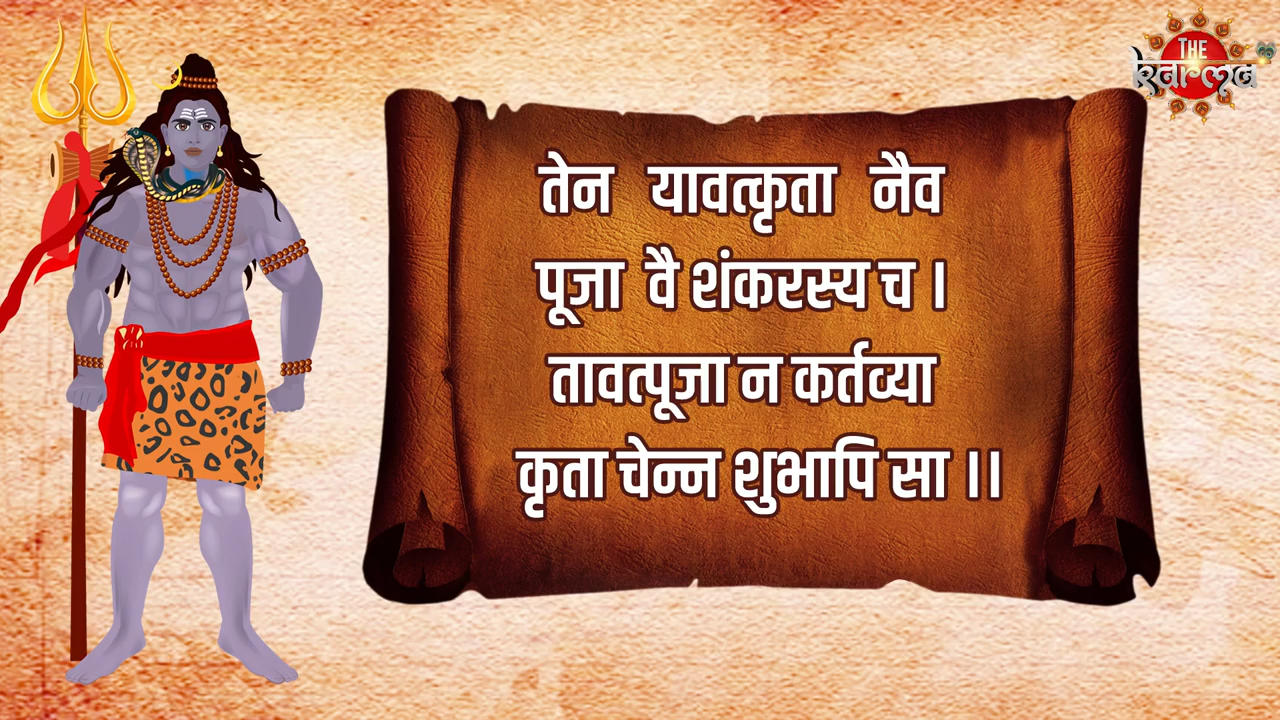 THE
तेन यावत्कृता नैव
पूजा वै शंकरस्य च ।
तावत्पूजा न कर्तव्या
कृता चेन्न शुभापि सा ।।